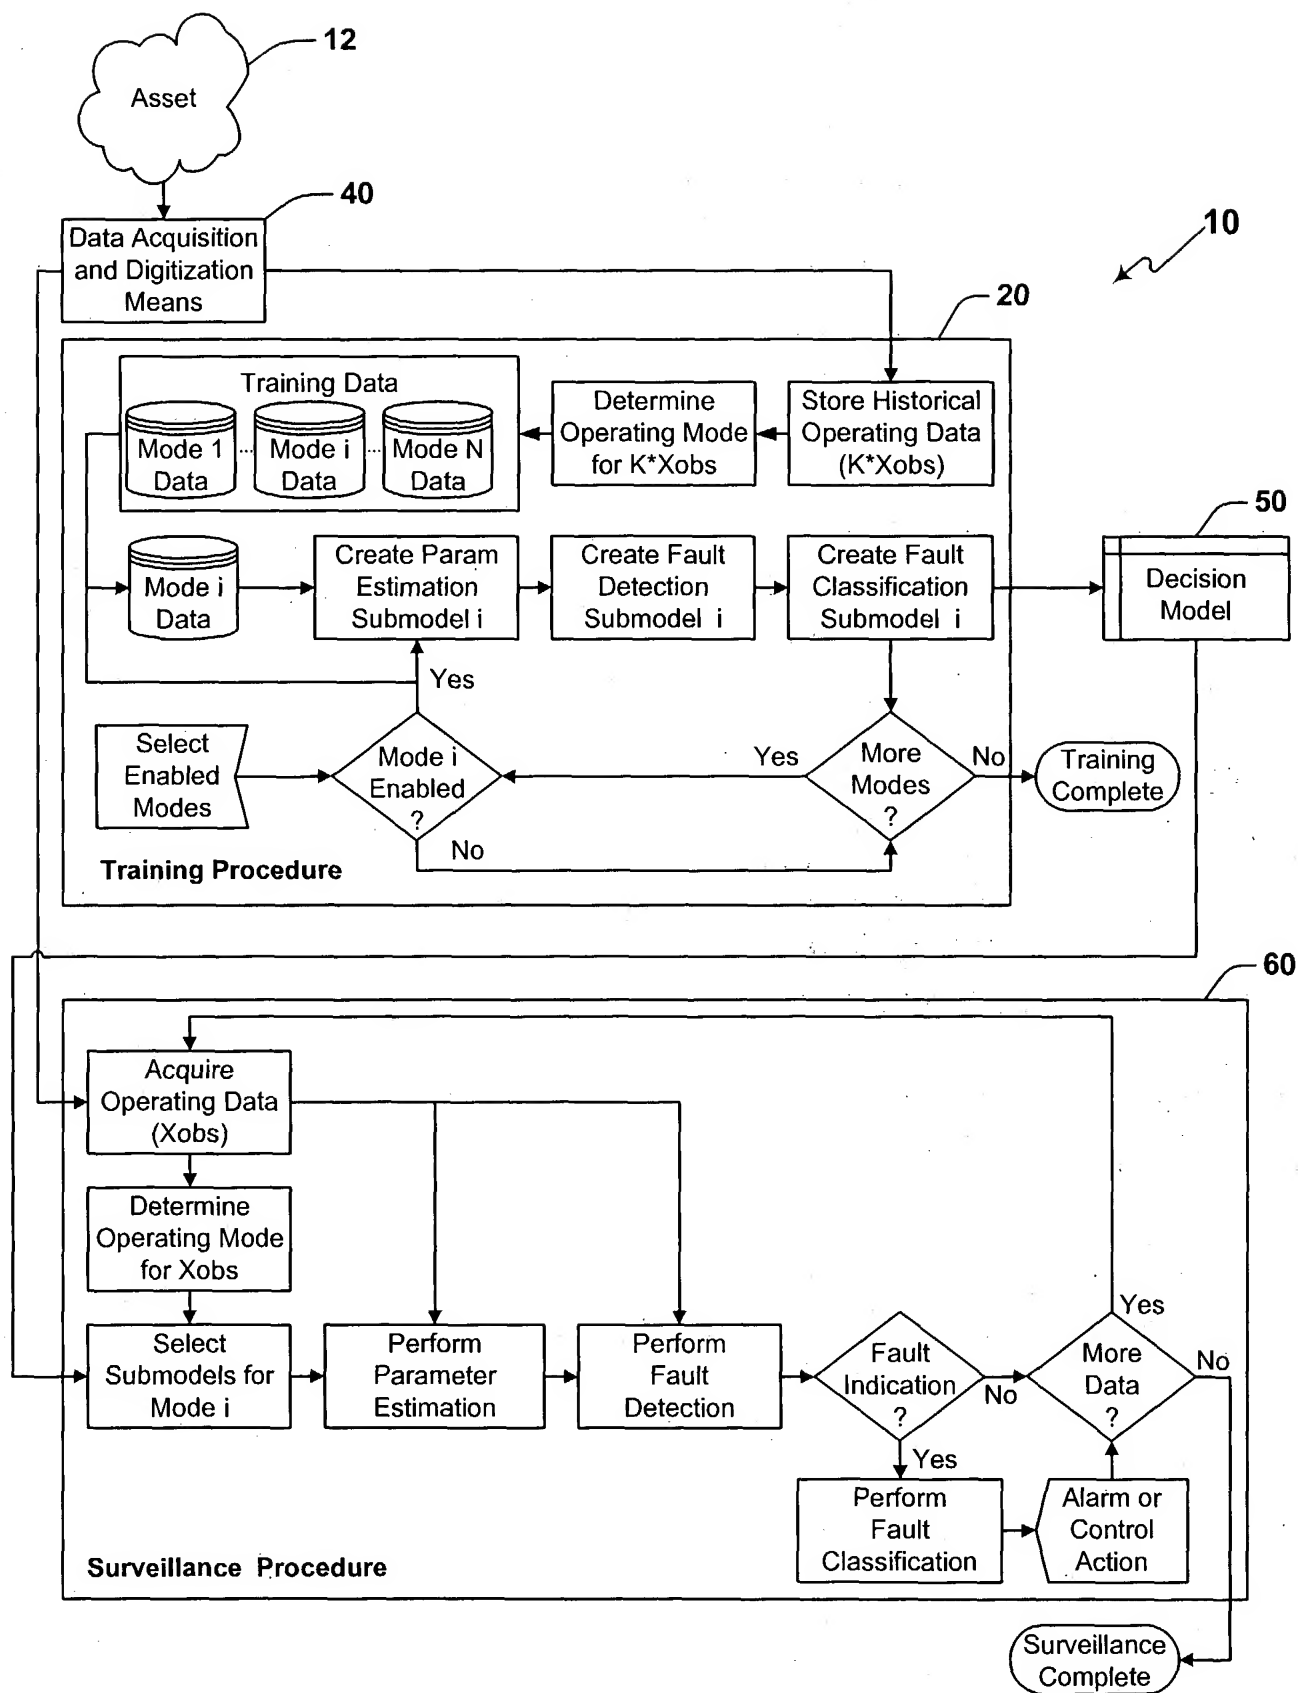 12
Asset
40
Data Acquisition
and Digitization
Means
10
20
Training Data
Mode 1
Data
Mode i
Data
Mode N
Data
Determine
Operating Mode
for K*Xobs
Store Historical
Operating Data
(K*Xobs)
50
Mode i
Data
Create Param
Estimation
Submodel i
Create Fault
Detection
Submodel i
Create Fault
Classification
Submodel i
Decision
Model
Yes
Select
Enabled
Modes
Mode i
Enabled
?
Yes
More
Modes
?
No
Training
Complete
No
Training Procedure
60
Acquire
Operating Data
(Xobs)
Determine
Operating Mode
for Xobs
Select
Submodels for
Mode i
Perform
Parameter
Estimation
Perform
Fault
Detection
Fault
Indication
?
No
Yes
More
Data
?
No
Yes
Perform
Fault
Classification
Alarm or
Control
Action
Surveillance Procedure
Surveillance
Complete